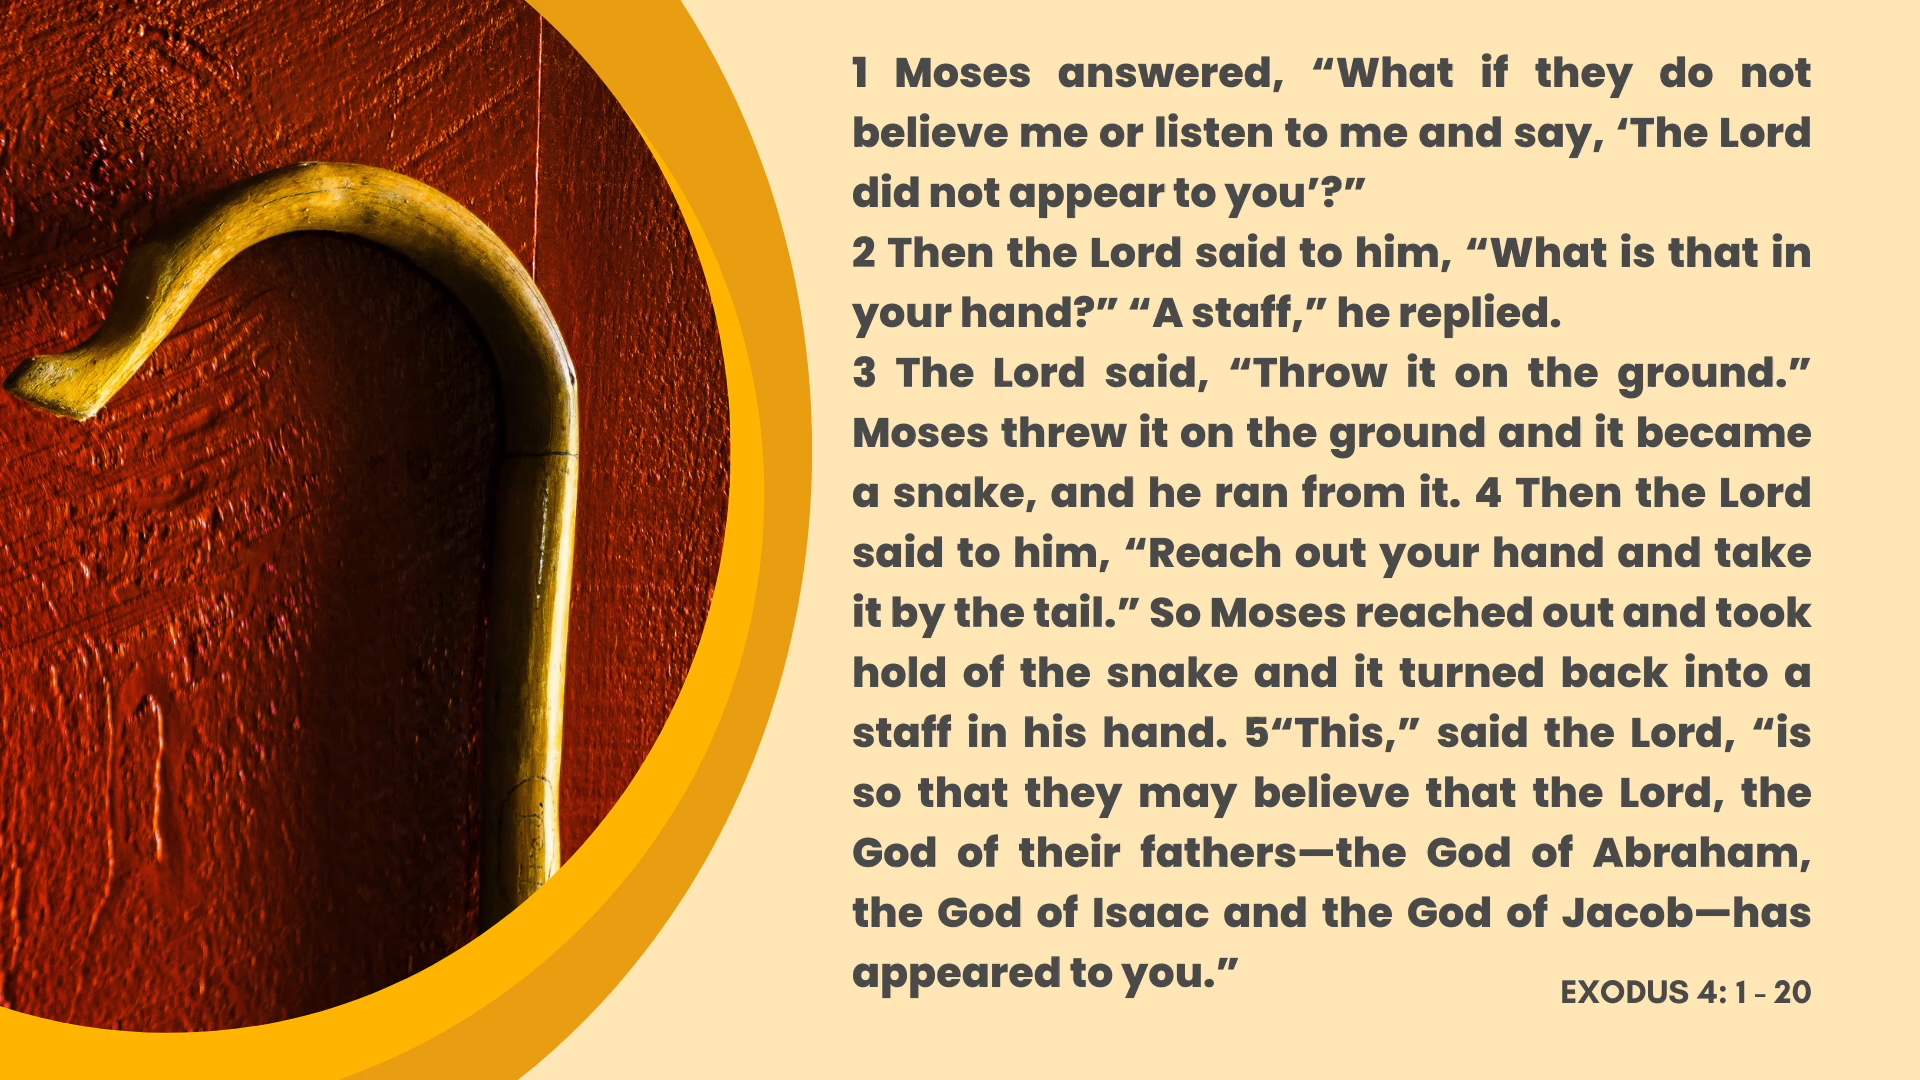 1 Moses answered, “What if they do not
believe me or listen to me and say, ‘The Lord
did not appear to you’?”
2 Then the Lord said to him, “What is that in
your hand?” “A staff,” he replied.
3 The Lord said, “Throw it on the ground.”
Moses threw it on the ground and it became
a snake, and he ran from it. 4 Then the Lord
said to him, “Reach out your hand and take
it by the tail.” So Moses reached out and took
hold of the snake and it turned back into a
staff in his hand. 5“This,” said the Lord, “is
so that they may believe that the Lord, the
God of their fathers—the God of Abraham,
the God of Isaac and the God of Jacob—has
appeared to you.”
EXODUS 4: 1 - 20